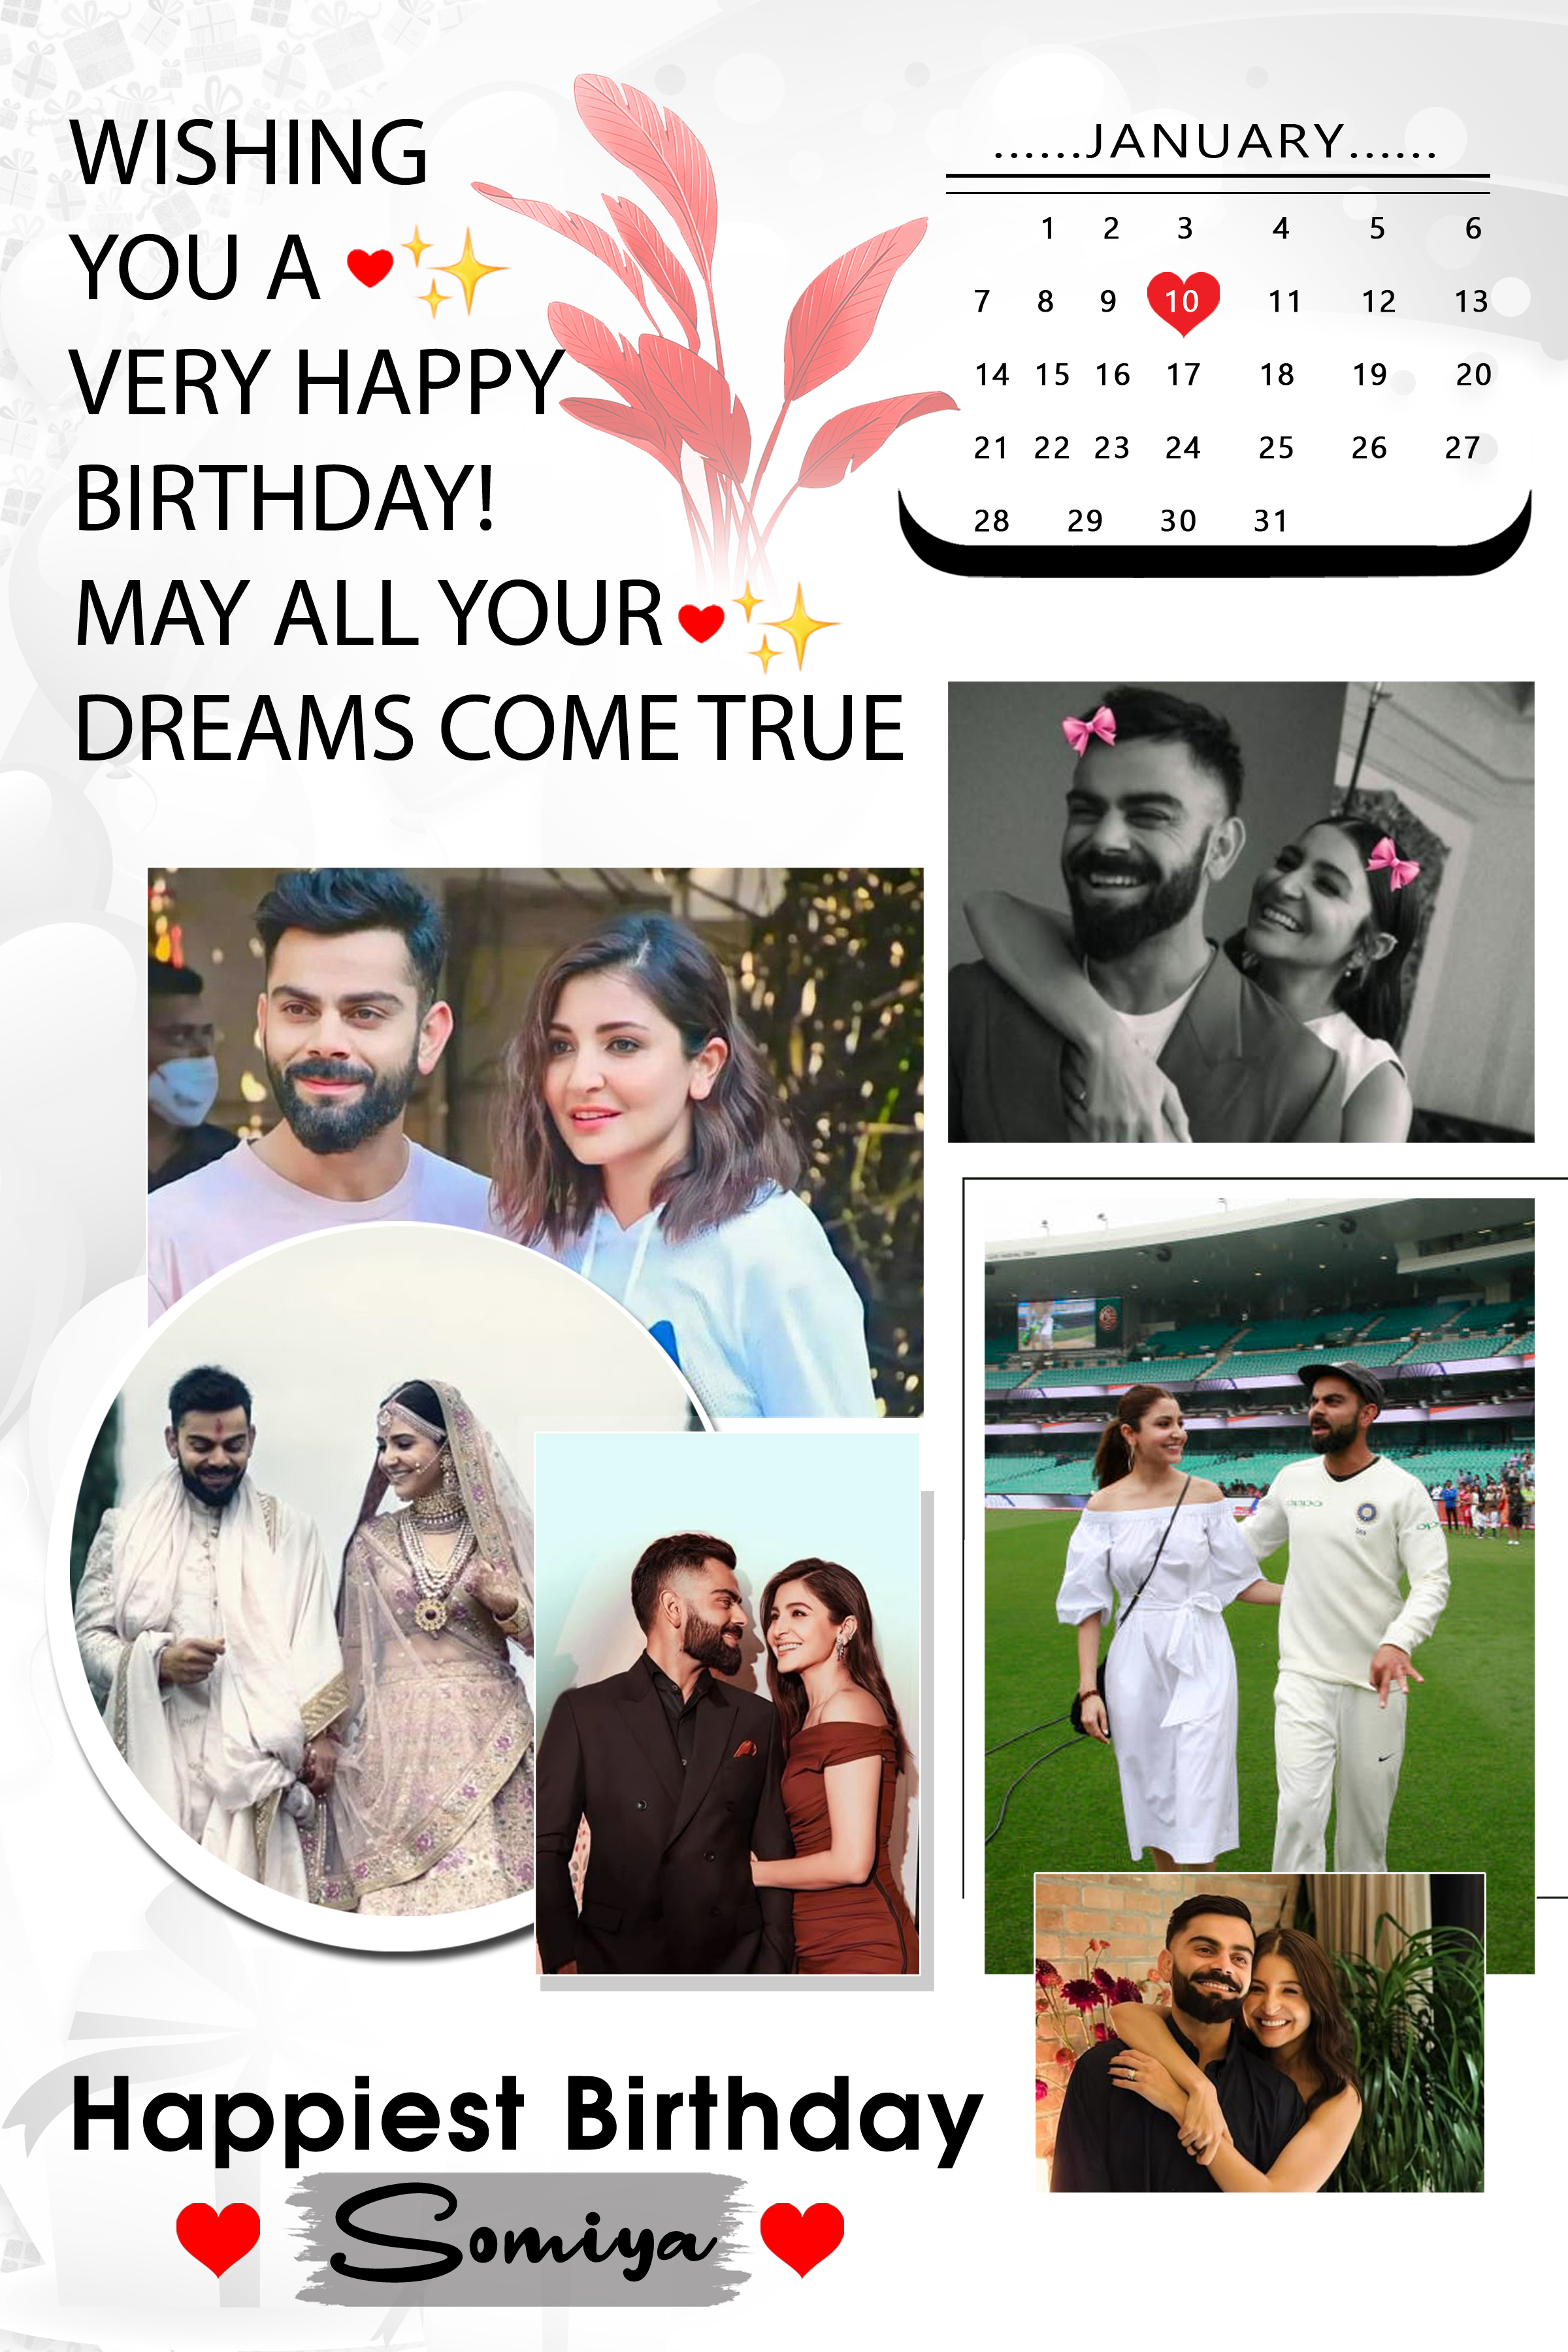 WISHING
YOU A ❤✨
VERY HAPPY
BIRTHDAY!
MAY ALL YOUR ❤✨
DREAMS COME TRUE
......JANUARY......
1 2 3 4 5 6
7 8 9 10 11 12 13
14 15 16 17 18 19 20
21 22 23 24 25 26 27
28 29 30 31
oppo
Happiest Birthday
Somiya